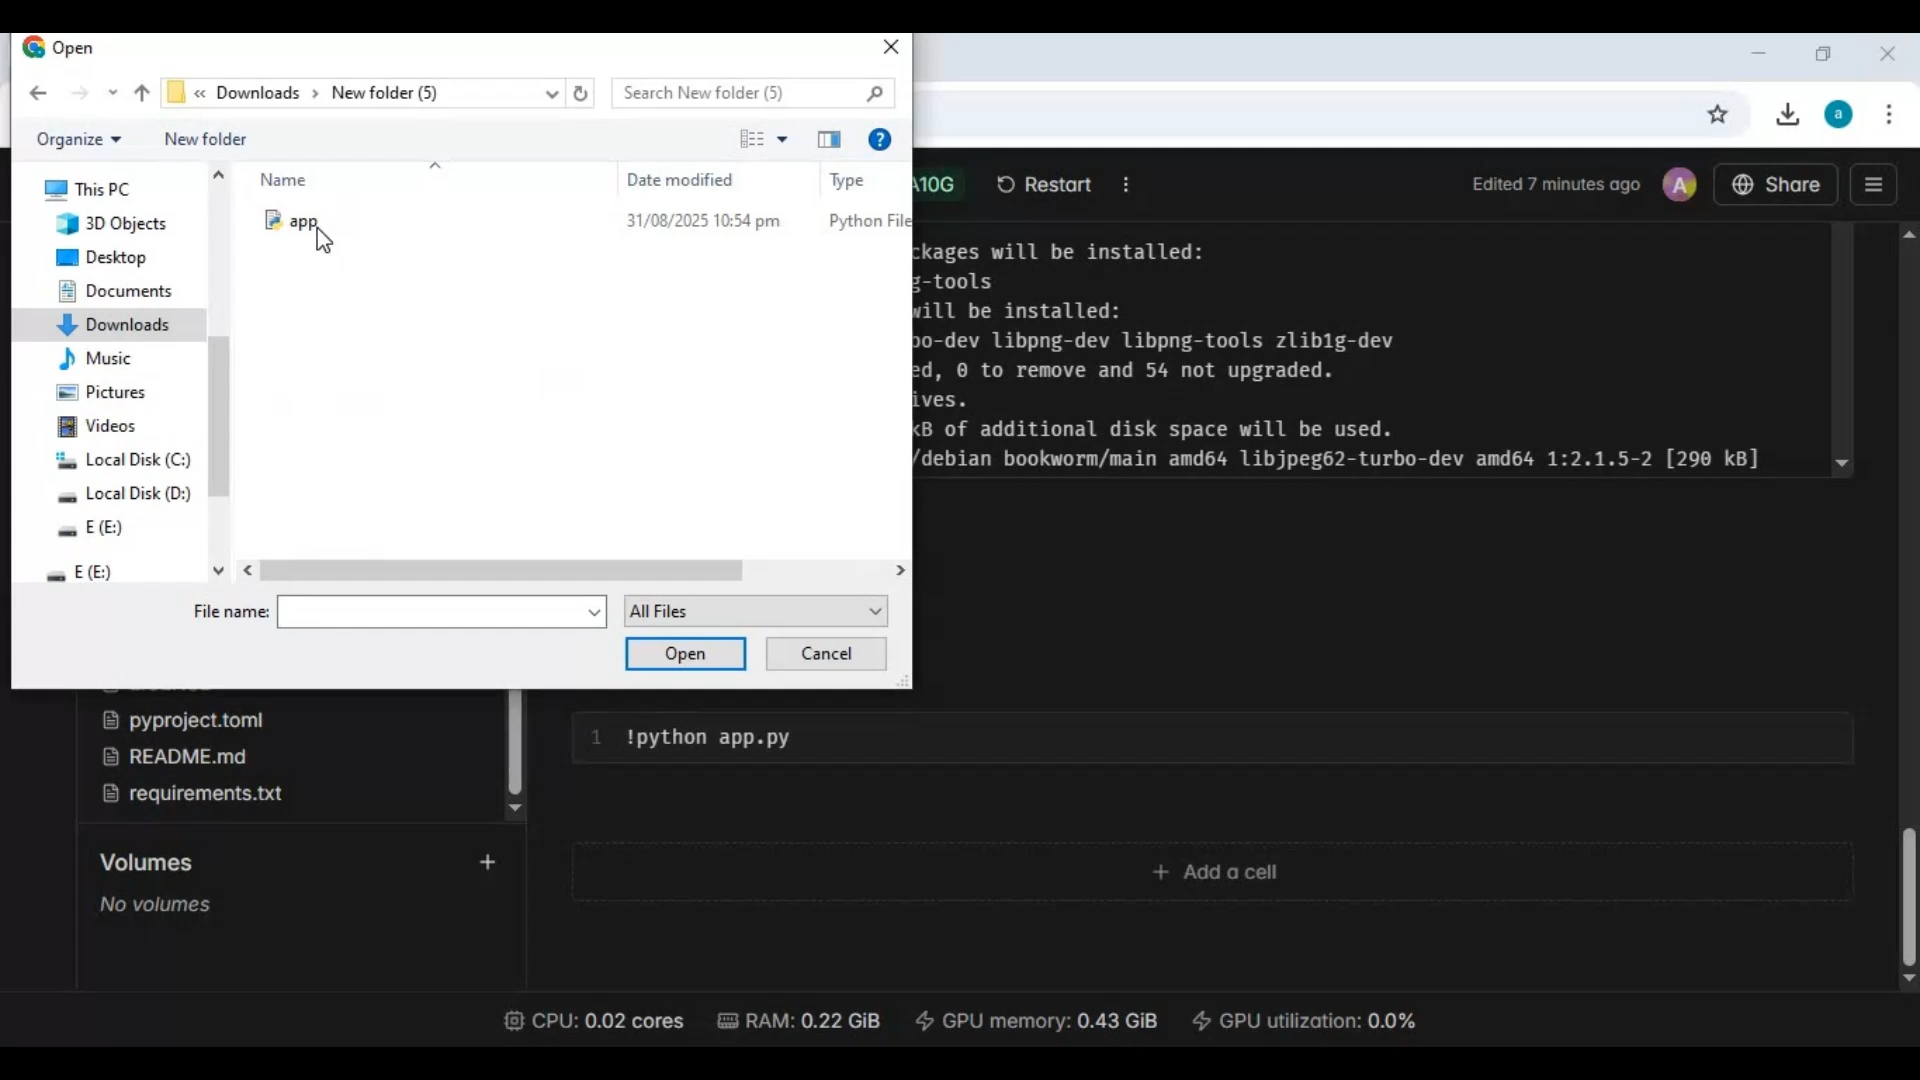 Open
« Downloads › New folder (5)
Search New folder (5)
Organize
New folder
Name
Date modified
Type
app
31/08/2025 10:54 pm
Python File
This PC
3D Objects
Desktop
Documents
Downloads
Music
Pictures
Videos
Local Disk (C:)
Local Disk (D:)
E (E:)
E (E:)
File name:
All Files
Open
Cancel
a
A10G
Restart
Edited 7 minutes ago
A
Share
ckages will be installed:
g-tools
will be installed:
bo-dev libpng-dev libpng-tools zlib1g-dev
ed, 0 to remove and 54 not upgraded.
ives.
kB of additional disk space will be used.
/debian bookworm/main amd64 libjpeg62-turbo-dev amd64 1:2.1.5-2 [290 kB]
pyproject.toml
README.md
requirements.txt
1 !python app.py
Volumes +
No volumes
+ Add a cell
CPU: 0.02 cores
RAM: 0.22 GiB
GPU memory: 0.43 GiB
GPU utilization: 0.0%